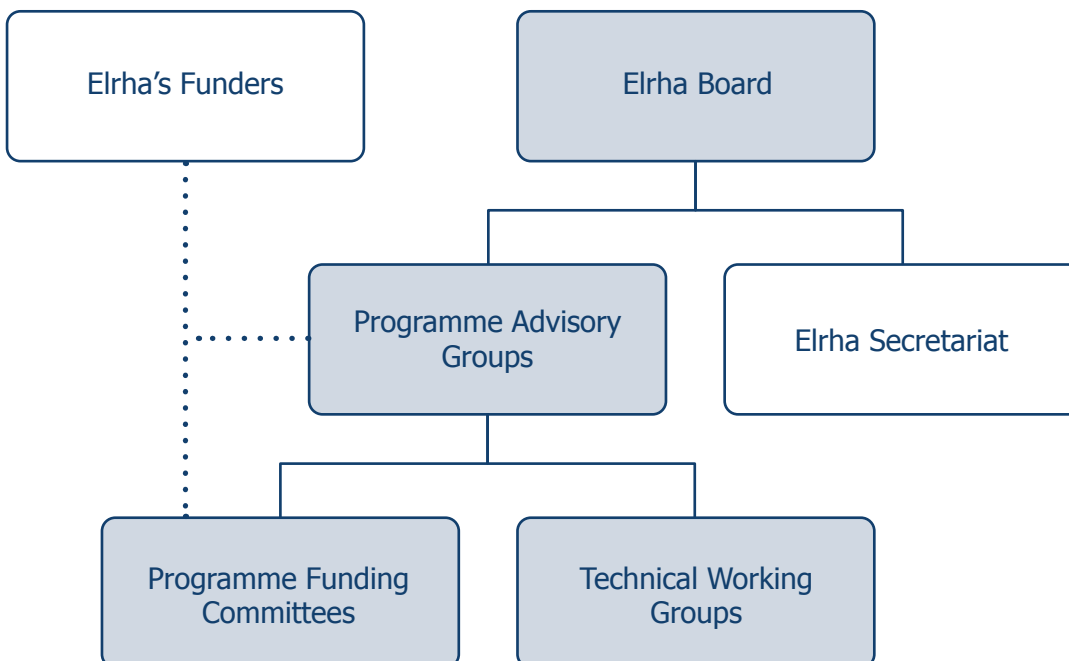 Elrha’s Funders
Elrha Board
Programme Advisory
Groups
Elrha Secretariat
Programme Funding
Committees
Technical Working
Groups